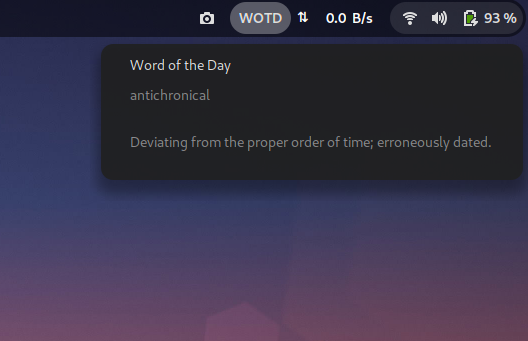 WOTD ⇅ 0.0 B/s 93 %
Word of the Day
antichronical
Deviating from the proper order of time; erroneously dated.